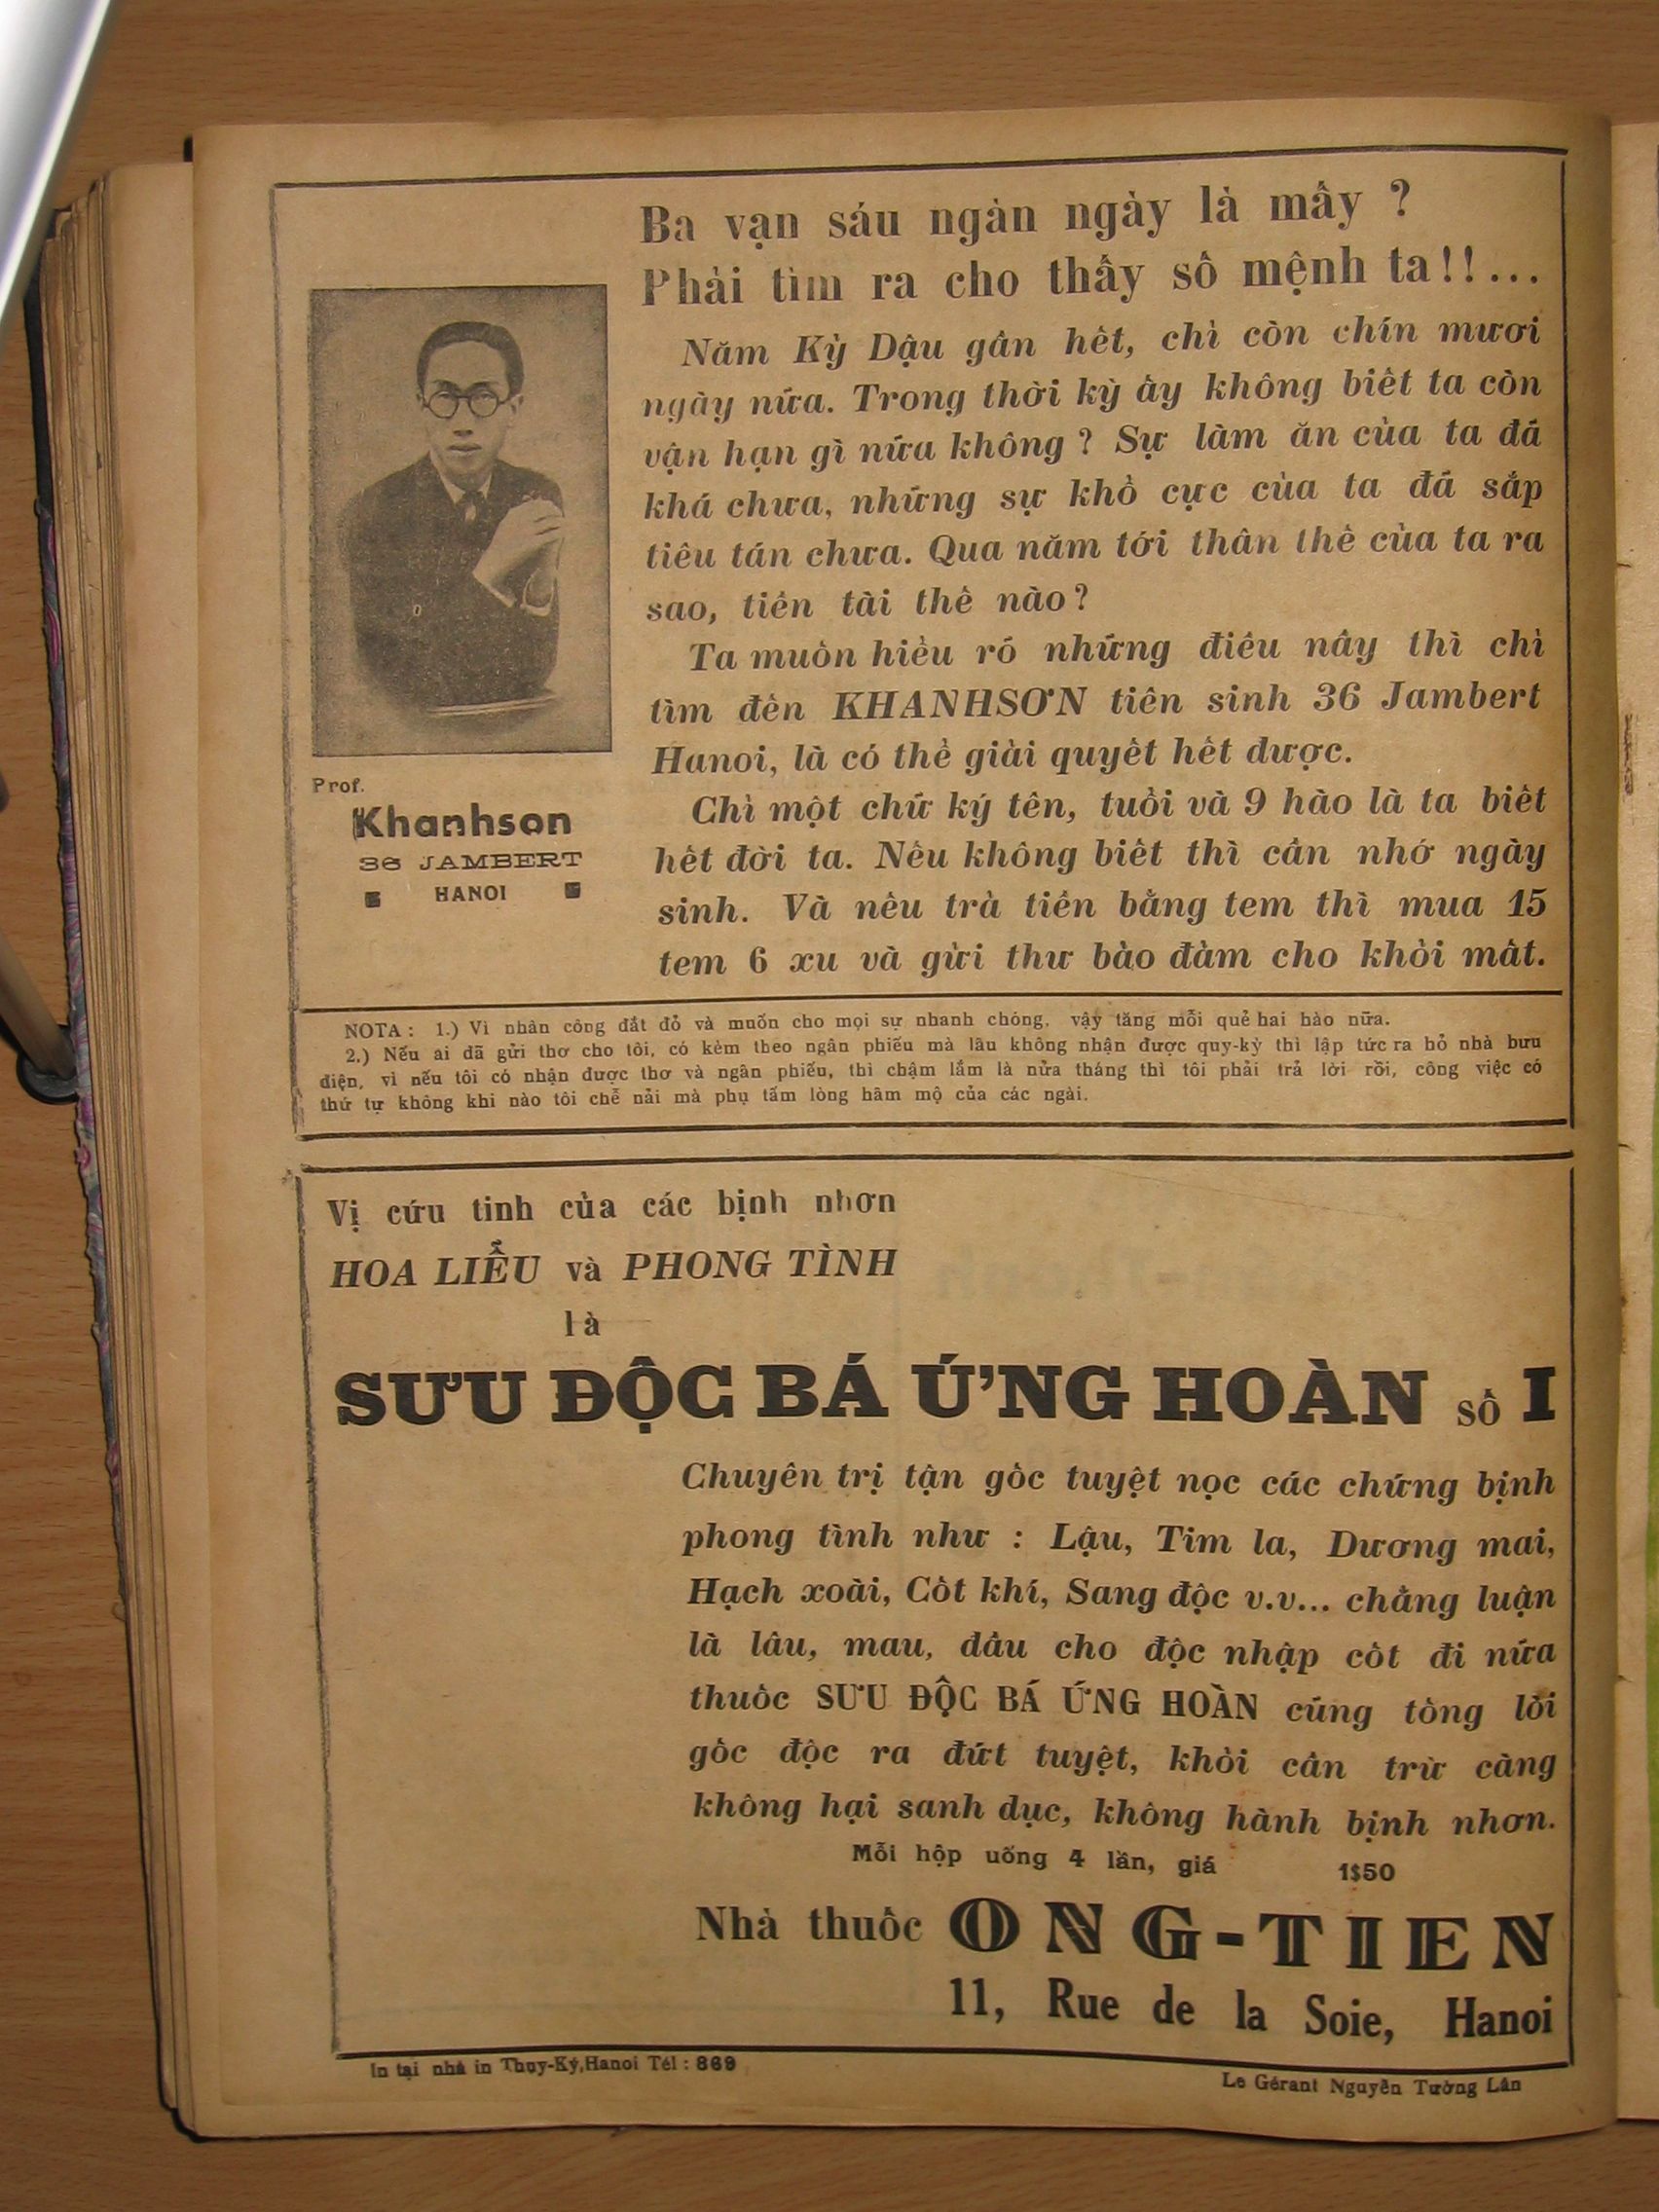 Ba vạn sáu ngàn ngày là mấy ?
Phải tìm ra cho thấy số mệnh ta!!...
Năm Kỷ Dậu gần hết, chỉ còn chín mươi
ngày nữa. Trong thời kỳ ấy không biết ta còn
vận hạn gì nữa không ? Sự làm ăn của ta đã
khá chưa, những sự khổ cực của ta đã sắp
tiêu tán chưa. Qua năm tới thân thế của ta ra
sao, tiền tài thế nào ?
Ta muốn hiểu rõ những điều nầy thì chỉ
tìm đến KHANHSƠN tiên sinh 36 Jambert
Hanoi, là có thể giải quyết hết được.
Chỉ một chữ ký tên, tuổi và 9 hào là ta biết
hết đời ta. Nếu không biết thì cần nhớ ngày
sinh. Và nếu trả tiền bằng tem thì mua 15
tem 6 xu và gửi thư bảo đảm cho khỏi mất.
Prof.
Khanhson
36 JAMBERT
HANOI
NOTA : 1.) Vì nhân công đắt đỏ và muốn cho mọi sự nhanh chóng, vậy tăng mỗi quẻ hai hào nữa.
2.) Nếu ai đã gửi thơ cho tôi, có kèm theo ngân phiếu mà lâu không nhận được quy-kỳ thì lập tức ra hỏ nhà bưu
điện, vì nếu tôi có nhận được thơ và ngân phiếu, thì chậm lắm là nửa tháng thì tôi phải trả lời rồi, công việc có
thứ tự không khi nào tôi chễ nải mà phụ tấm lòng hâm mộ của các ngài.
Vị cứu tinh của các bịnh nhơn
HOA LIỄU và PHONG TÌNH
là
SƯU ĐỘC BÁ ỨNG HOÀN số I
Chuyên trị tận gốc tuyệt nọc các chứng bịnh
phong tình như : Lậu, Tim la, Dương mai,
Hạch xoài, Cốt khí, Sang độc v.v... chẳng luận
là lâu, mau, dầu cho độc nhập cốt đi nữa
thuốc SƯU ĐỘC BÁ ỨNG HOÀN cũng tống lòi
gốc độc ra đứt tuyệt, khỏi cần trừ căng
không hại sanh dục, không hành bịnh nhơn.
Mỗi hộp uống 4 lần, giá 1$50
Nhà thuốc ONG-TIEN
11, Rue de la Soie, Hanoi
In tại nhà in Thụy-Ký, Hanoi Tél : 869
Le Gérant Nguyễn Tường Lân